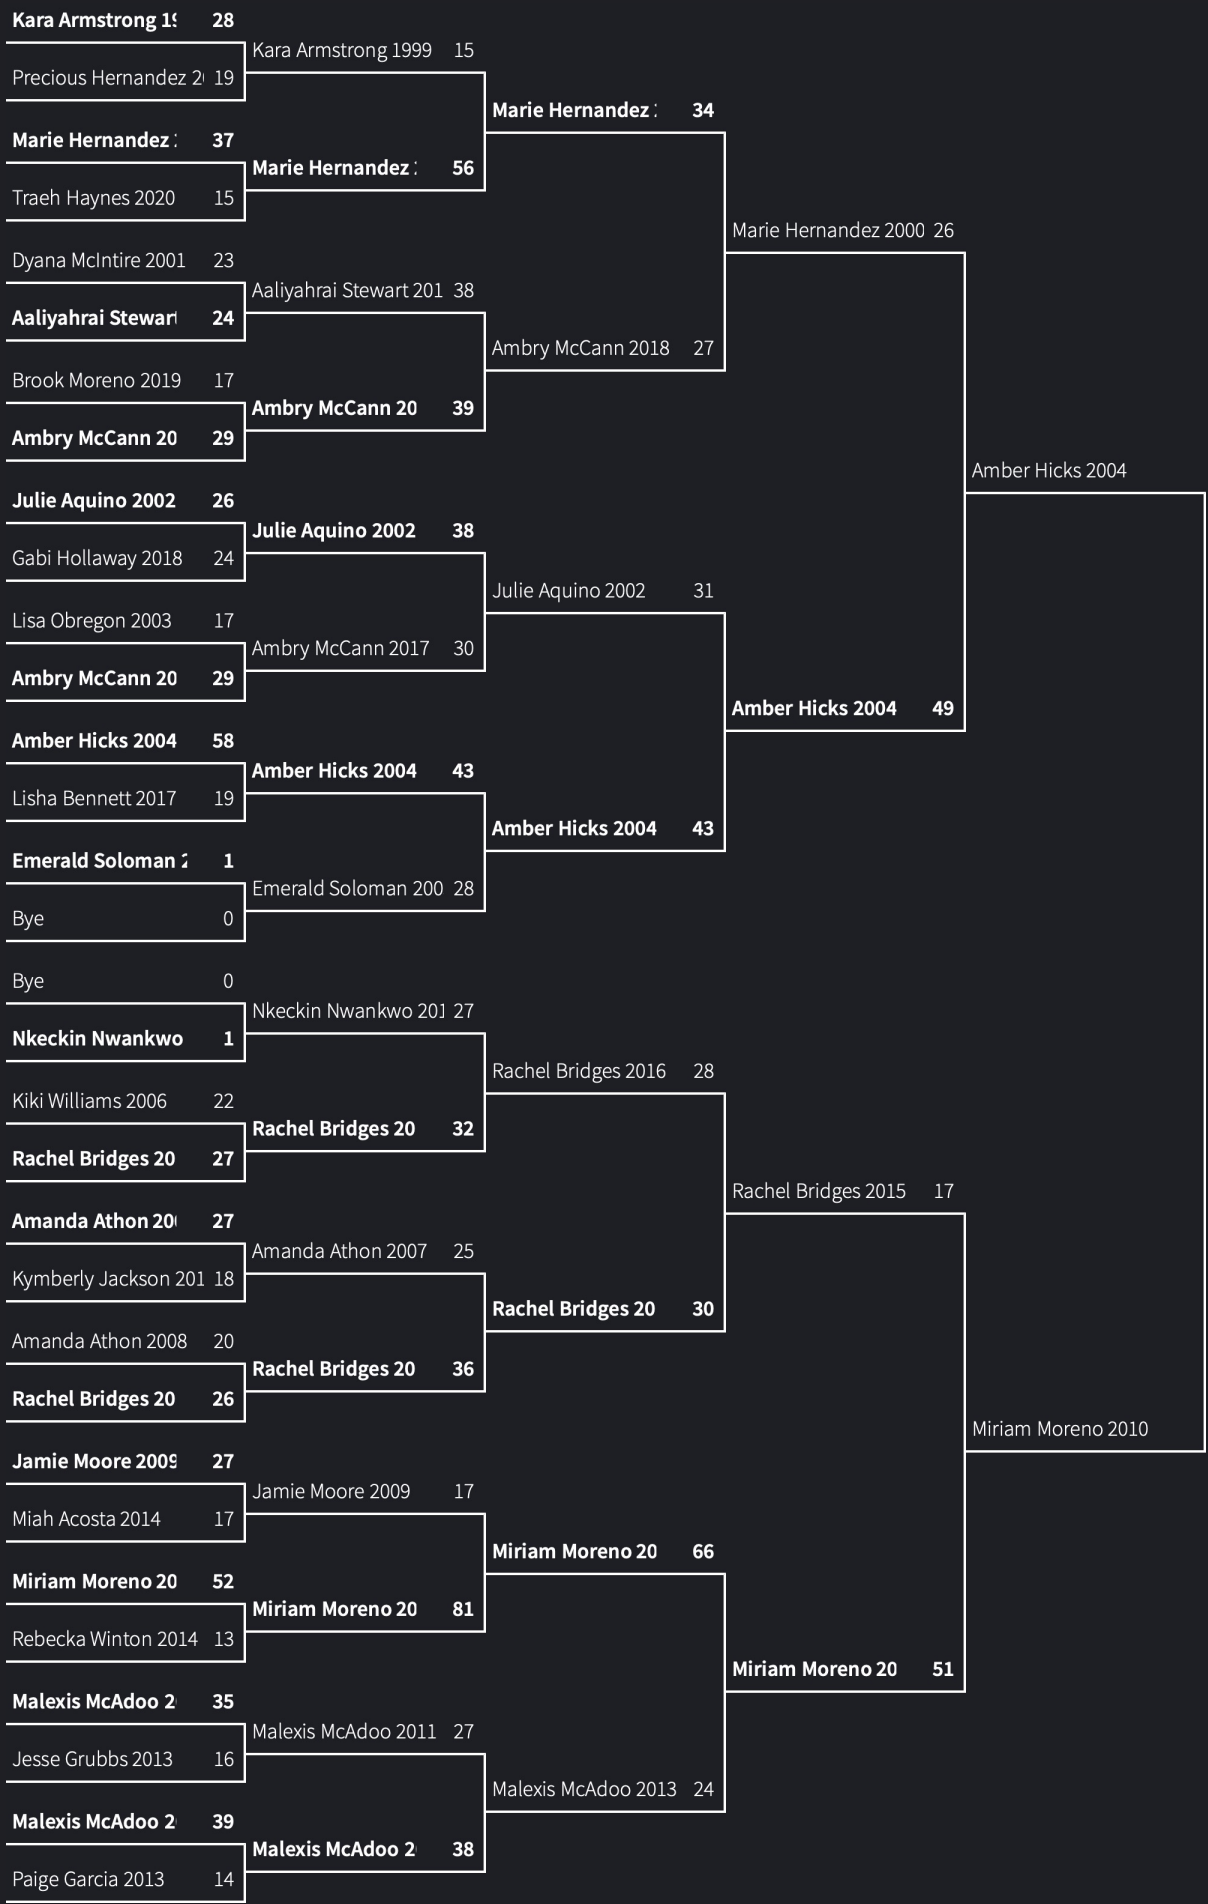 Kara Armstrong 19 28
Precious Hernandez 2 19
Marie Hernandez 37
Traeh Haynes 2020 15
Dyana McIntire 2001 23
Aaliyahrai Stewart 24
Brook Moreno 2019 17
Ambry McCann 20 29
Julie Aquino 2002 26
Gabi Hollaway 2018 24
Lisa Obregon 2003 17
Ambry McCann 20 29
Amber Hicks 2004 58
Lisha Bennett 2017 19
Emerald Soloman 2 1
Bye 0
Bye 0
Nkeckin Nwankwo 1
Kiki Williams 2006 22
Rachel Bridges 20 27
Amanda Athon 200 27
Kymberly Jackson 201 18
Amanda Athon 2008 20
Rachel Bridges 20 26
Jamie Moore 2009 27
Miah Acosta 2014 17
Miriam Moreno 20 52
Rebecka Winton 2014 13
Malexis McAdoo 2 35
Jesse Grubbs 2013 16
Malexis McAdoo 2 39
Paige Garcia 2013 14
Kara Armstrong 1999 15
Marie Hernandez 56
Aaliyahrai Stewart 201 38
Ambry McCann 20 39
Julie Aquino 2002 38
Ambry McCann 2017 30
Amber Hicks 2004 43
Emerald Soloman 200 28
Nkeckin Nwankwo 201 27
Rachel Bridges 20 32
Amanda Athon 2007 25
Rachel Bridges 20 36
Jamie Moore 2009 17
Miriam Moreno 20 81
Malexis McAdoo 2011 27
Malexis McAdoo 2 38
Marie Hernandez 34
Ambry McCann 2018 27
Julie Aquino 2002 31
Amber Hicks 2004 43
Rachel Bridges 2016 28
Rachel Bridges 20 30
Miriam Moreno 20 66
Malexis McAdoo 2013 24
Marie Hernandez 2000 26
Amber Hicks 2004 49
Rachel Bridges 2015 17
Miriam Moreno 20 51
Amber Hicks 2004
Miriam Moreno 2010